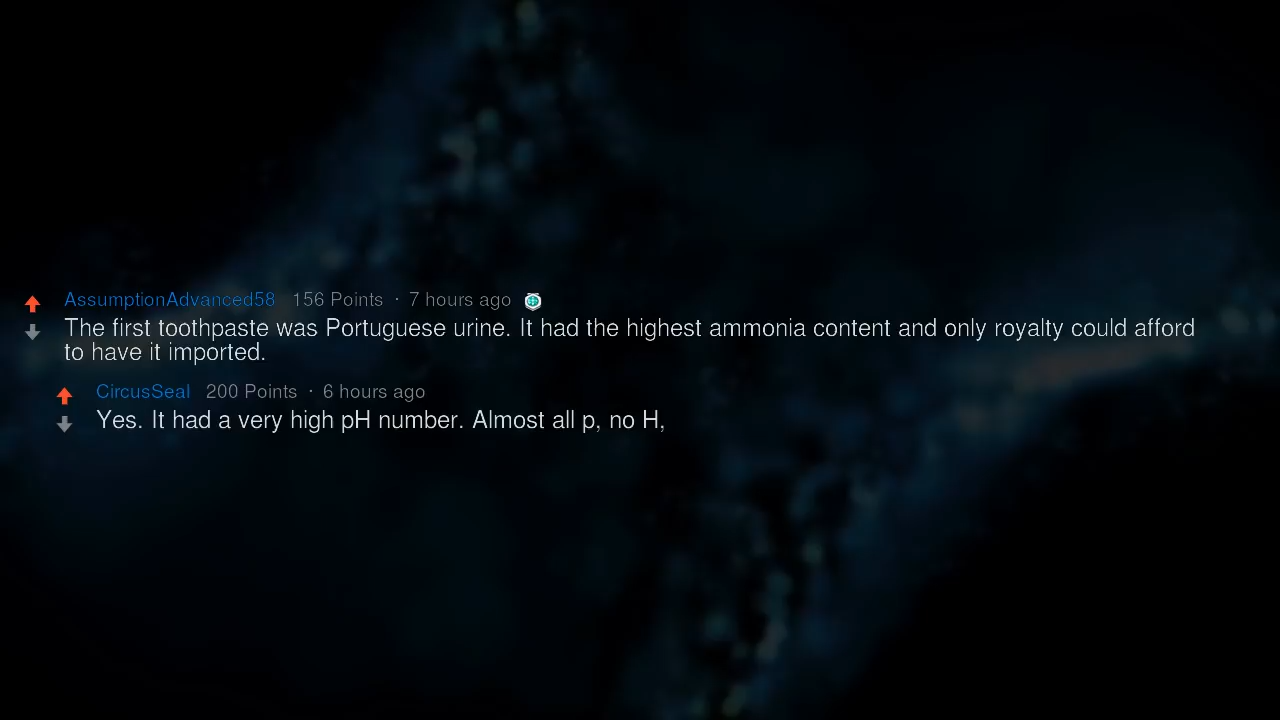 AssumptionAdvanced58 156 Points · 7 hours ago
The first toothpaste was Portuguese urine. It had the highest ammonia content and only royalty could afford
to have it imported.
CircusSeal 200 Points · 6 hours ago
Yes. It had a very high pH number. Almost all p, no H,